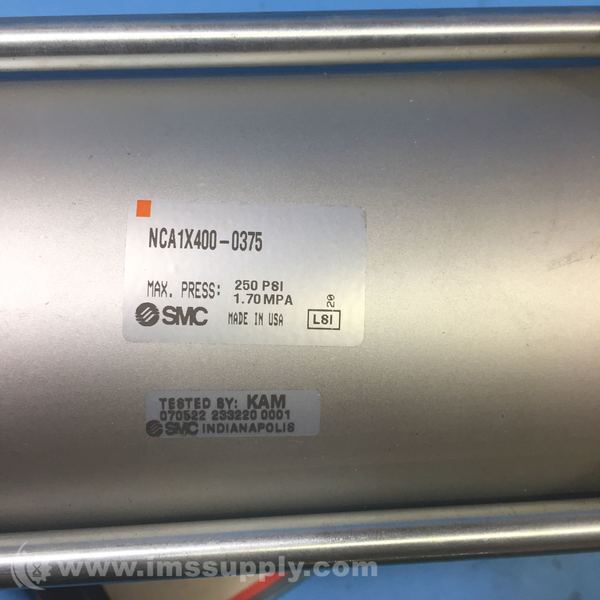 NCA1X400-0375
MAX. PRESS: 250 PSI
1.70 MPA
SMC MADE IN USA LSI 20
TESTED BY: KAM
070522 233220 0001
SMC INDIANAPOLIS
www.imssupply.com